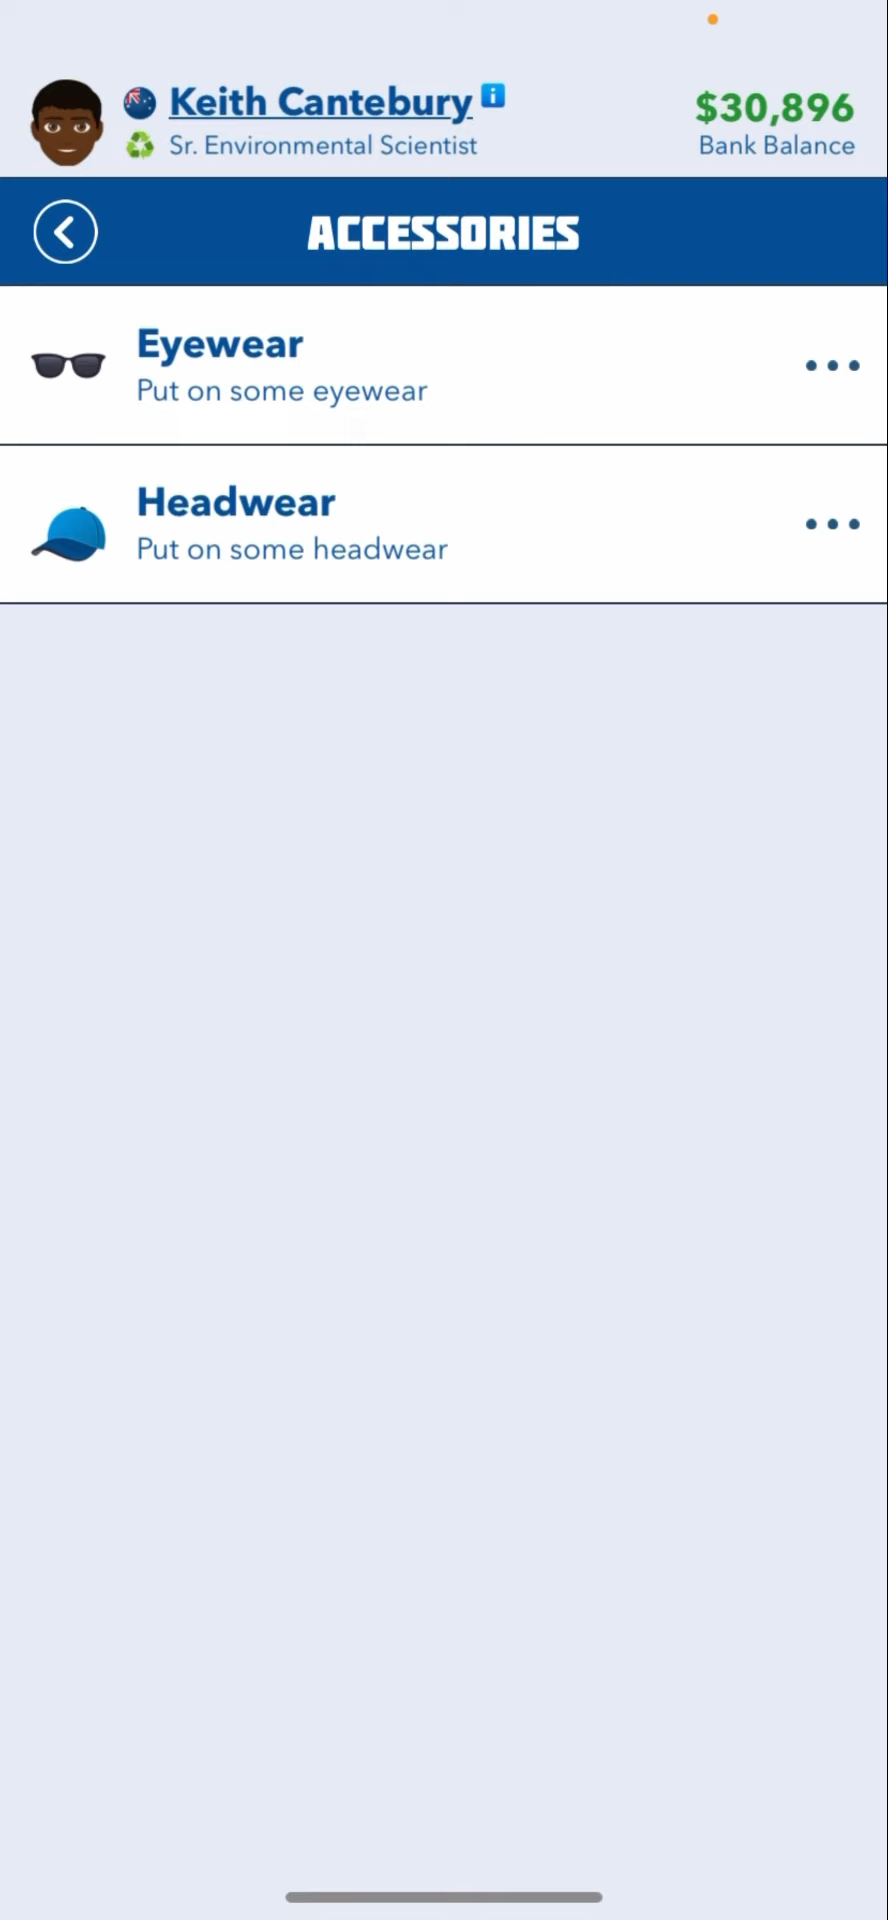 Keith Cantebury
Sr. Environmental Scientist
$30,896
Bank Balance
ACCESSORIES
Eyewear
Put on some eyewear
Headwear
Put on some headwear